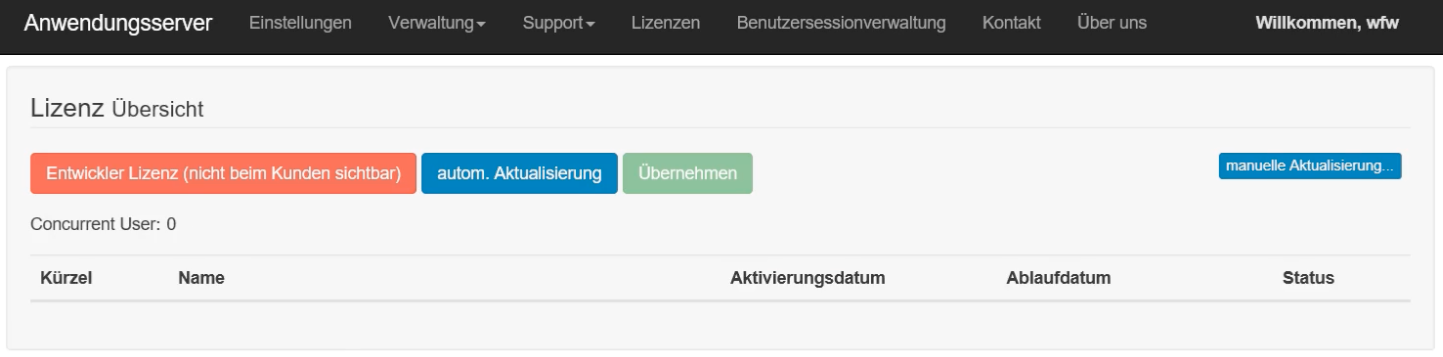 Anwendungsserver Einstellungen Verwaltung Support Lizenzen Benutzersessionverwaltung Kontakt Über uns Willkommen, wfw
Lizenz Übersicht
Entwickler Lizenz (nicht beim Kunden sichtbar) autom. Aktualisierung Übernehmen manuelle Aktualisierung...
Concurrent User: 0
Kürzel Name Aktivierungsdatum Ablaufdatum Status